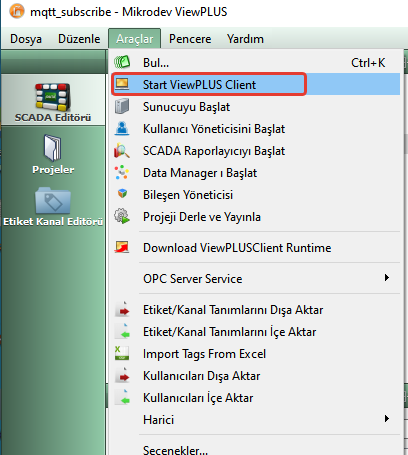 mqtt_subscribe - Mikrodev ViewPLUS
Dosya Düzenle Araçlar Pencere Yardım
Bul... Ctrl+K
Start ViewPLUS Client
Sunucuyu Başlat
Kullanıcı Yöneticisini Başlat
SCADA Raporlayıcıyı Başlat
Data Manager ı Başlat
Bileşen Yöneticisi
Projeji Derle ve Yayınla
Download ViewPLUSClient Runtime
OPC Server Service
Etiket/Kanal Tanımlarını Dışa Aktar
Etiket/Kanal Tanımlarını İçe Aktar
Import Tags From Excel
Kullanıcıları Dışa Aktar
Kullanıcıları İçe Aktar
Harici
Seçenekler...
SCADA Editörü
Projeler
Etiket Kanal Editörü